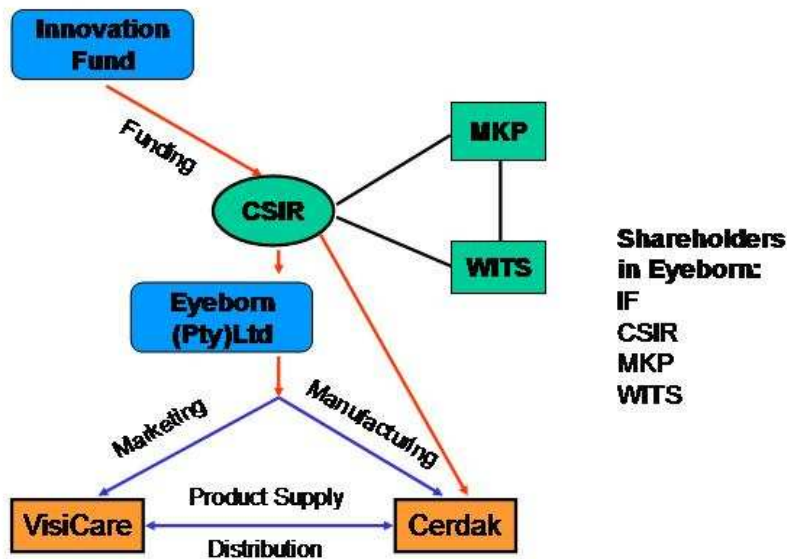 Innovation
Fund
Funding
MKP
CSIR
WITS
Shareholders
in Eyeborn:
IF
CSIR
MKP
WITS
Eyeborn
(Pty)Ltd
Marketing
Manufacturing
Product Supply
VisiCare
Cerdak
Distribution